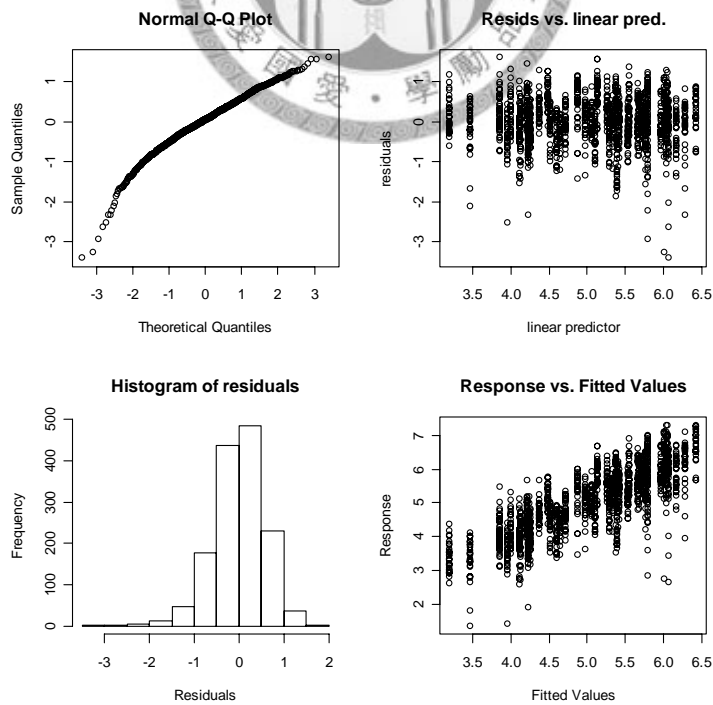 國 愛 · 學 勵
Normal Q-Q Plot
Sample Quantiles
1
0
-1
-2
-3
-3 -2 -1 0 1 2 3
Theoretical Quantiles
Resids vs. linear pred.
residuals
1
0
-1
-2
-3
3.5 4.0 4.5 5.0 5.5 6.0 6.5
linear predictor
Histogram of residuals
Frequency
500
400
300
200
100
0
-3 -2 -1 0 1 2
Residuals
Response vs. Fitted Values
Response
7
6
5
4
3
2
3.5 4.0 4.5 5.0 5.5 6.0 6.5
Fitted Values